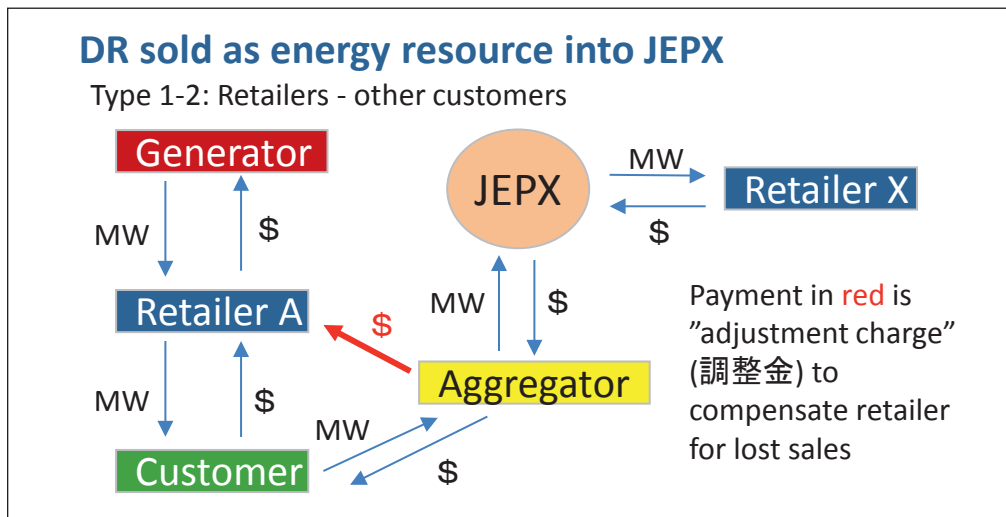 DR sold as energy resource into JEPX
Type 1-2: Retailers - other customers
Generator
JEPX
MW
Retailer X
$
MW
$
Retailer A
$
MW
$
Payment in red is
”adjustment charge”
(調整金) to
compensate retailer
for lost sales
Aggregator
MW
$
MW
$
Customer